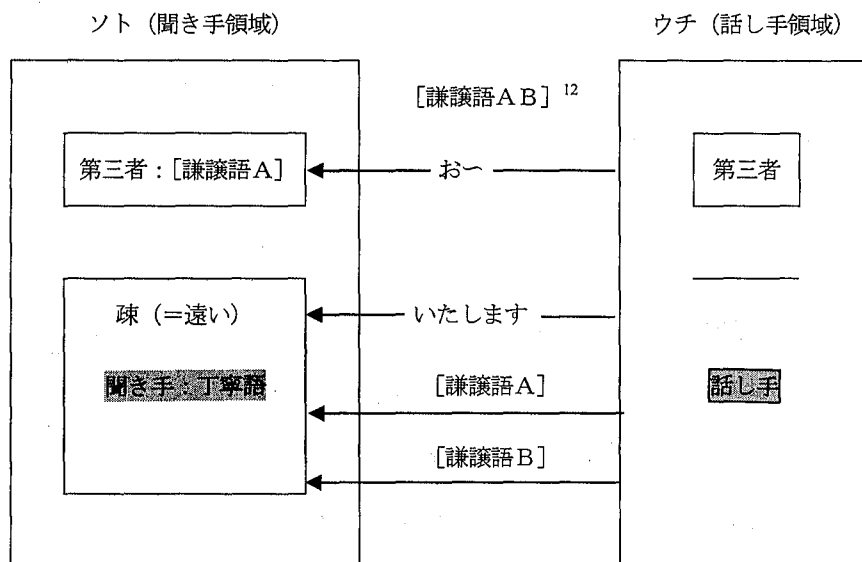 ソト（聞き手領域） ウチ（話し手領域）
［謙譲語ＡＢ］12
第三者：［謙譲語Ａ］ お〜 第三者
疎（＝遠い） いたします
聞き手：丁寧語 ［謙譲語Ａ］ 話し手
［謙譲語Ｂ］